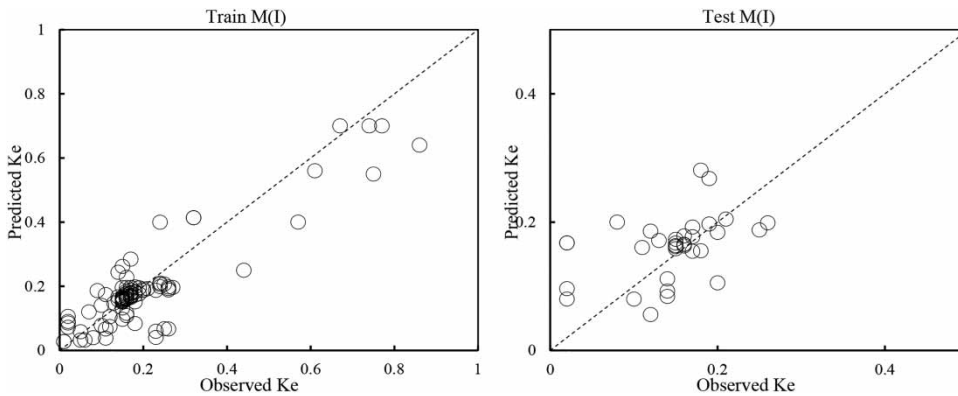 Train M(I)
1
0.8
0.6
0.4
0.2
0
Predicted Ke
0 0.2 0.4 0.6 0.8 1
Observed Ke
Test M(I)
0.4
0.2
0
Predicted Ke
0 0.2 0.4
Observed Ke